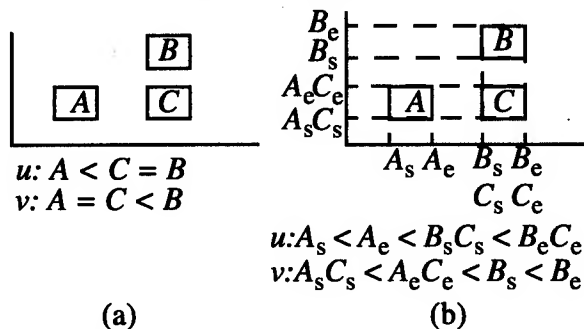 B
A
C
u: A < C = B
v: A = C < B
(a)
Be
Bs
AeCe
AsCs
B
A
C
As Ae Bs Be
Cs Ce
u:As < Ae < BsCs < BeCe
v:AsCs < AeCe < Bs < Be
(b)